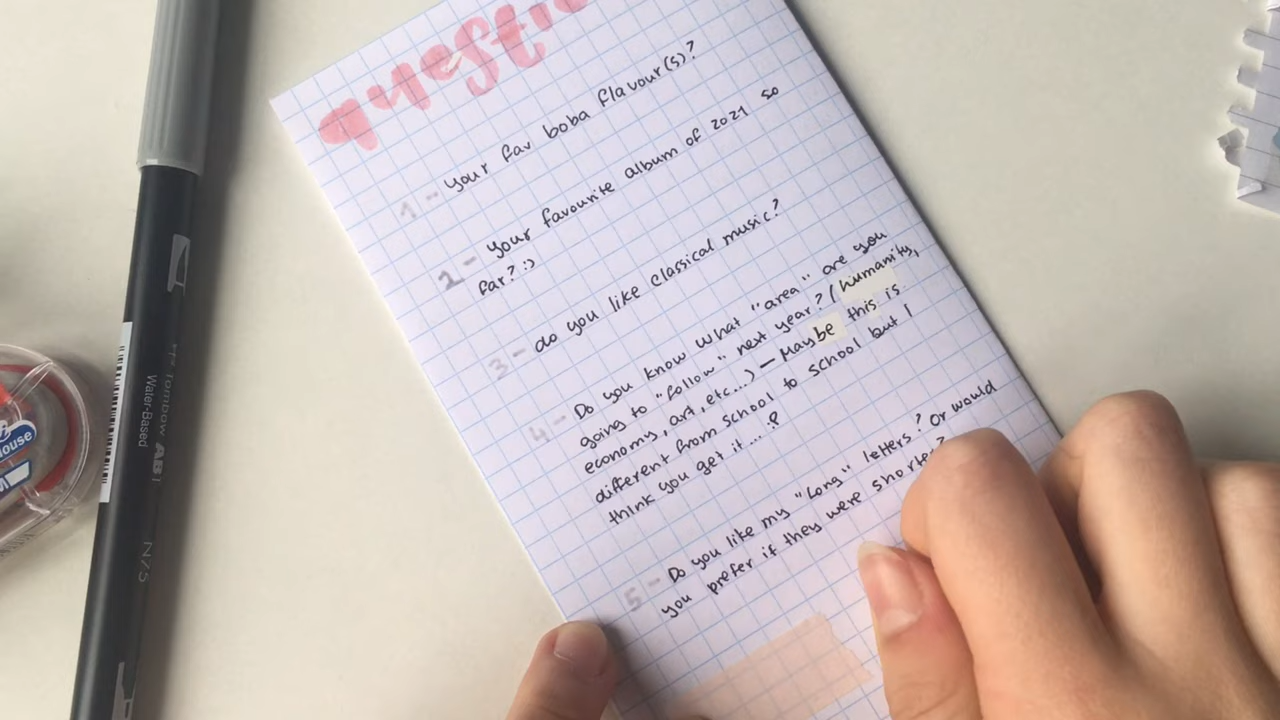 questi
1- your fav boba flavour(s)?
2- your favourite album of 2021 so
far? :)
3- do you like classical music?
4- Do you know what "area" are you
going to "follow" next year? (humanity,
economy, art, etc...) – Maybe this is
different from school to school but I
think you get it... ?
5- Do you like my "Long" letters? Or would
you prefer if they were shorter?
Tombow ABT
Water-Based
N75
house